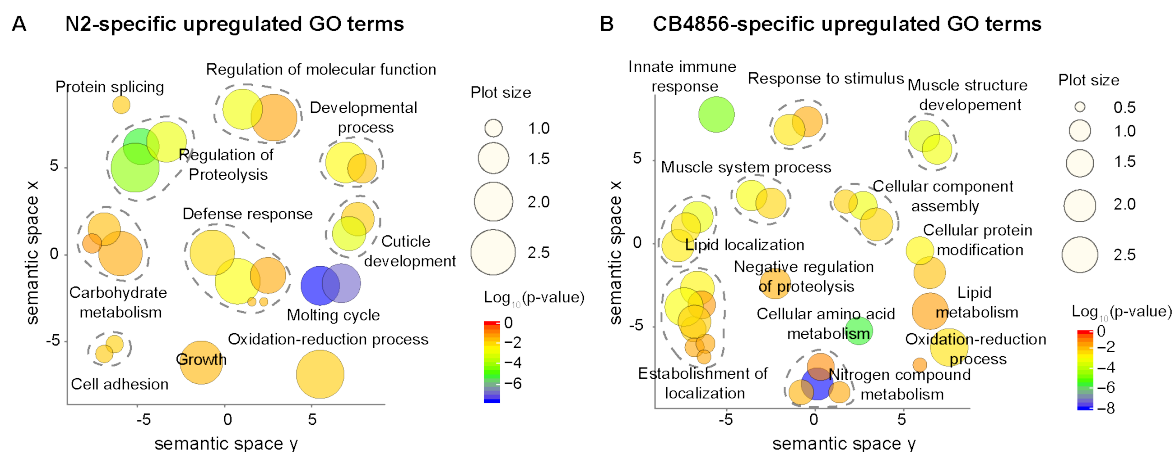 A N2-specific upregulated GO terms
Protein splicing
Regulation of molecular function
Developmental
process
Regulation of
Proteolysis
Defense response
Cuticle
development
Carbohydrate
metabolism
Molting cycle
Oxidation-reduction process
Growth
Cell adhesion
semantic space x
5
0
-5
-5 0 5
semantic space y
Plot size
1.0
1.5
2.0
2.5
Log10(p-value)
0
−2
−4
−6
B CB4856-specific upregulated GO terms
Innate immune
response
Response to stimulus
Muscle structure
developement
Muscle system process
Cellular component
assembly
Lipid localization
Cellular protein
modification
Negative regulation
of proteolysis
Lipid
metabolism
Cellular amino acid
metabolism
Oxidation-reduction
process
Establishment of
localization
Nitrogen compound
metabolism
semantic space x
5
0
-5
-5 0 5
semantic space y
Plot size
0.5
1.0
1.5
2.0
2.5
Log10(p-value)
0
−2
−4
−6
−8